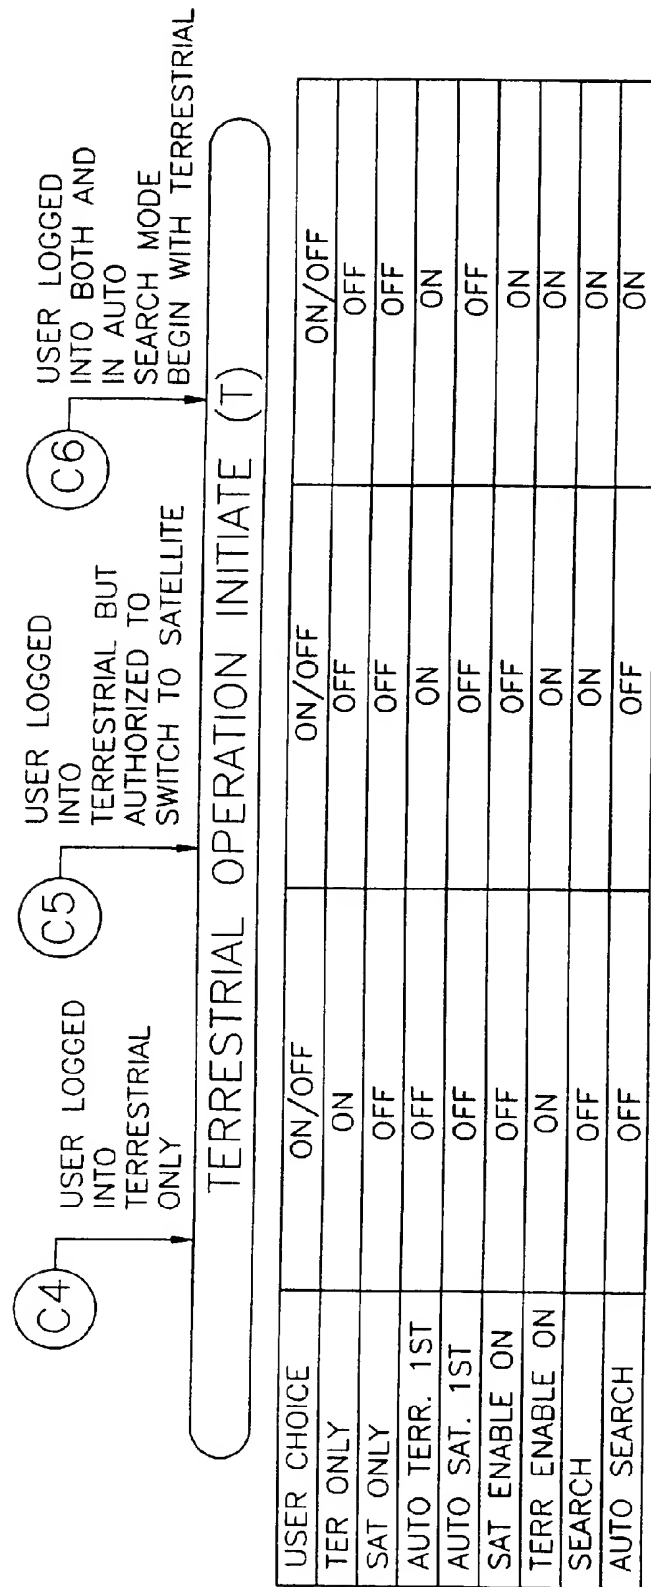 C4
USER LOGGED
INTO
TERRESTRIAL
ONLY
C5
USER LOGGED
INTO
TERRESTRIAL BUT
AUTHORIZED TO
SWITCH TO SATELLITE
C6
USER LOGGED
INTO BOTH AND
IN AUTO
SEARCH MODE
BEGIN WITH TERRESTRIAL
TERRESTRIAL OPERATION INITIATE (T)
USER CHOICE ON/OFF ON/OFF ON/OFF
TER ONLY ON OFF OFF
SAT ONLY OFF OFF OFF
AUTO TERR. 1ST OFF ON ON
AUTO SAT. 1ST OFF OFF OFF
SAT ENABLE ON OFF OFF ON
TERR ENABLE ON ON ON ON
SEARCH OFF ON ON
AUTO SEARCH OFF OFF ON